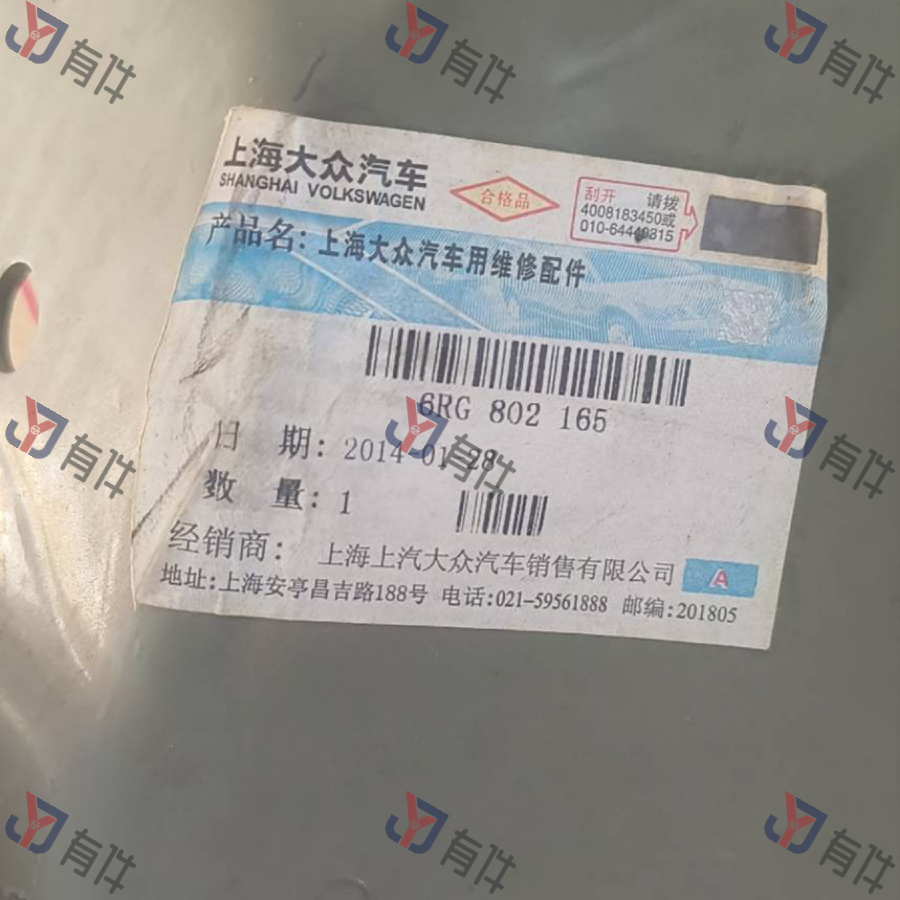 有件
有件
有件
上海大众汽车
SHANGHAI VOLKSWAGEN
合格品
刮开 请拨
4008183450或
010-64449315
产品名：上海大众汽车用维修配件
6RG 802 165
有件
有件
有件
日 期：2014-01-28
数 量：1
经销商： 上海上汽大众汽车销售有限公司 A
地址:上海安亭昌吉路188号 电话:021-59561888 邮编:201805
有件
有件
有件